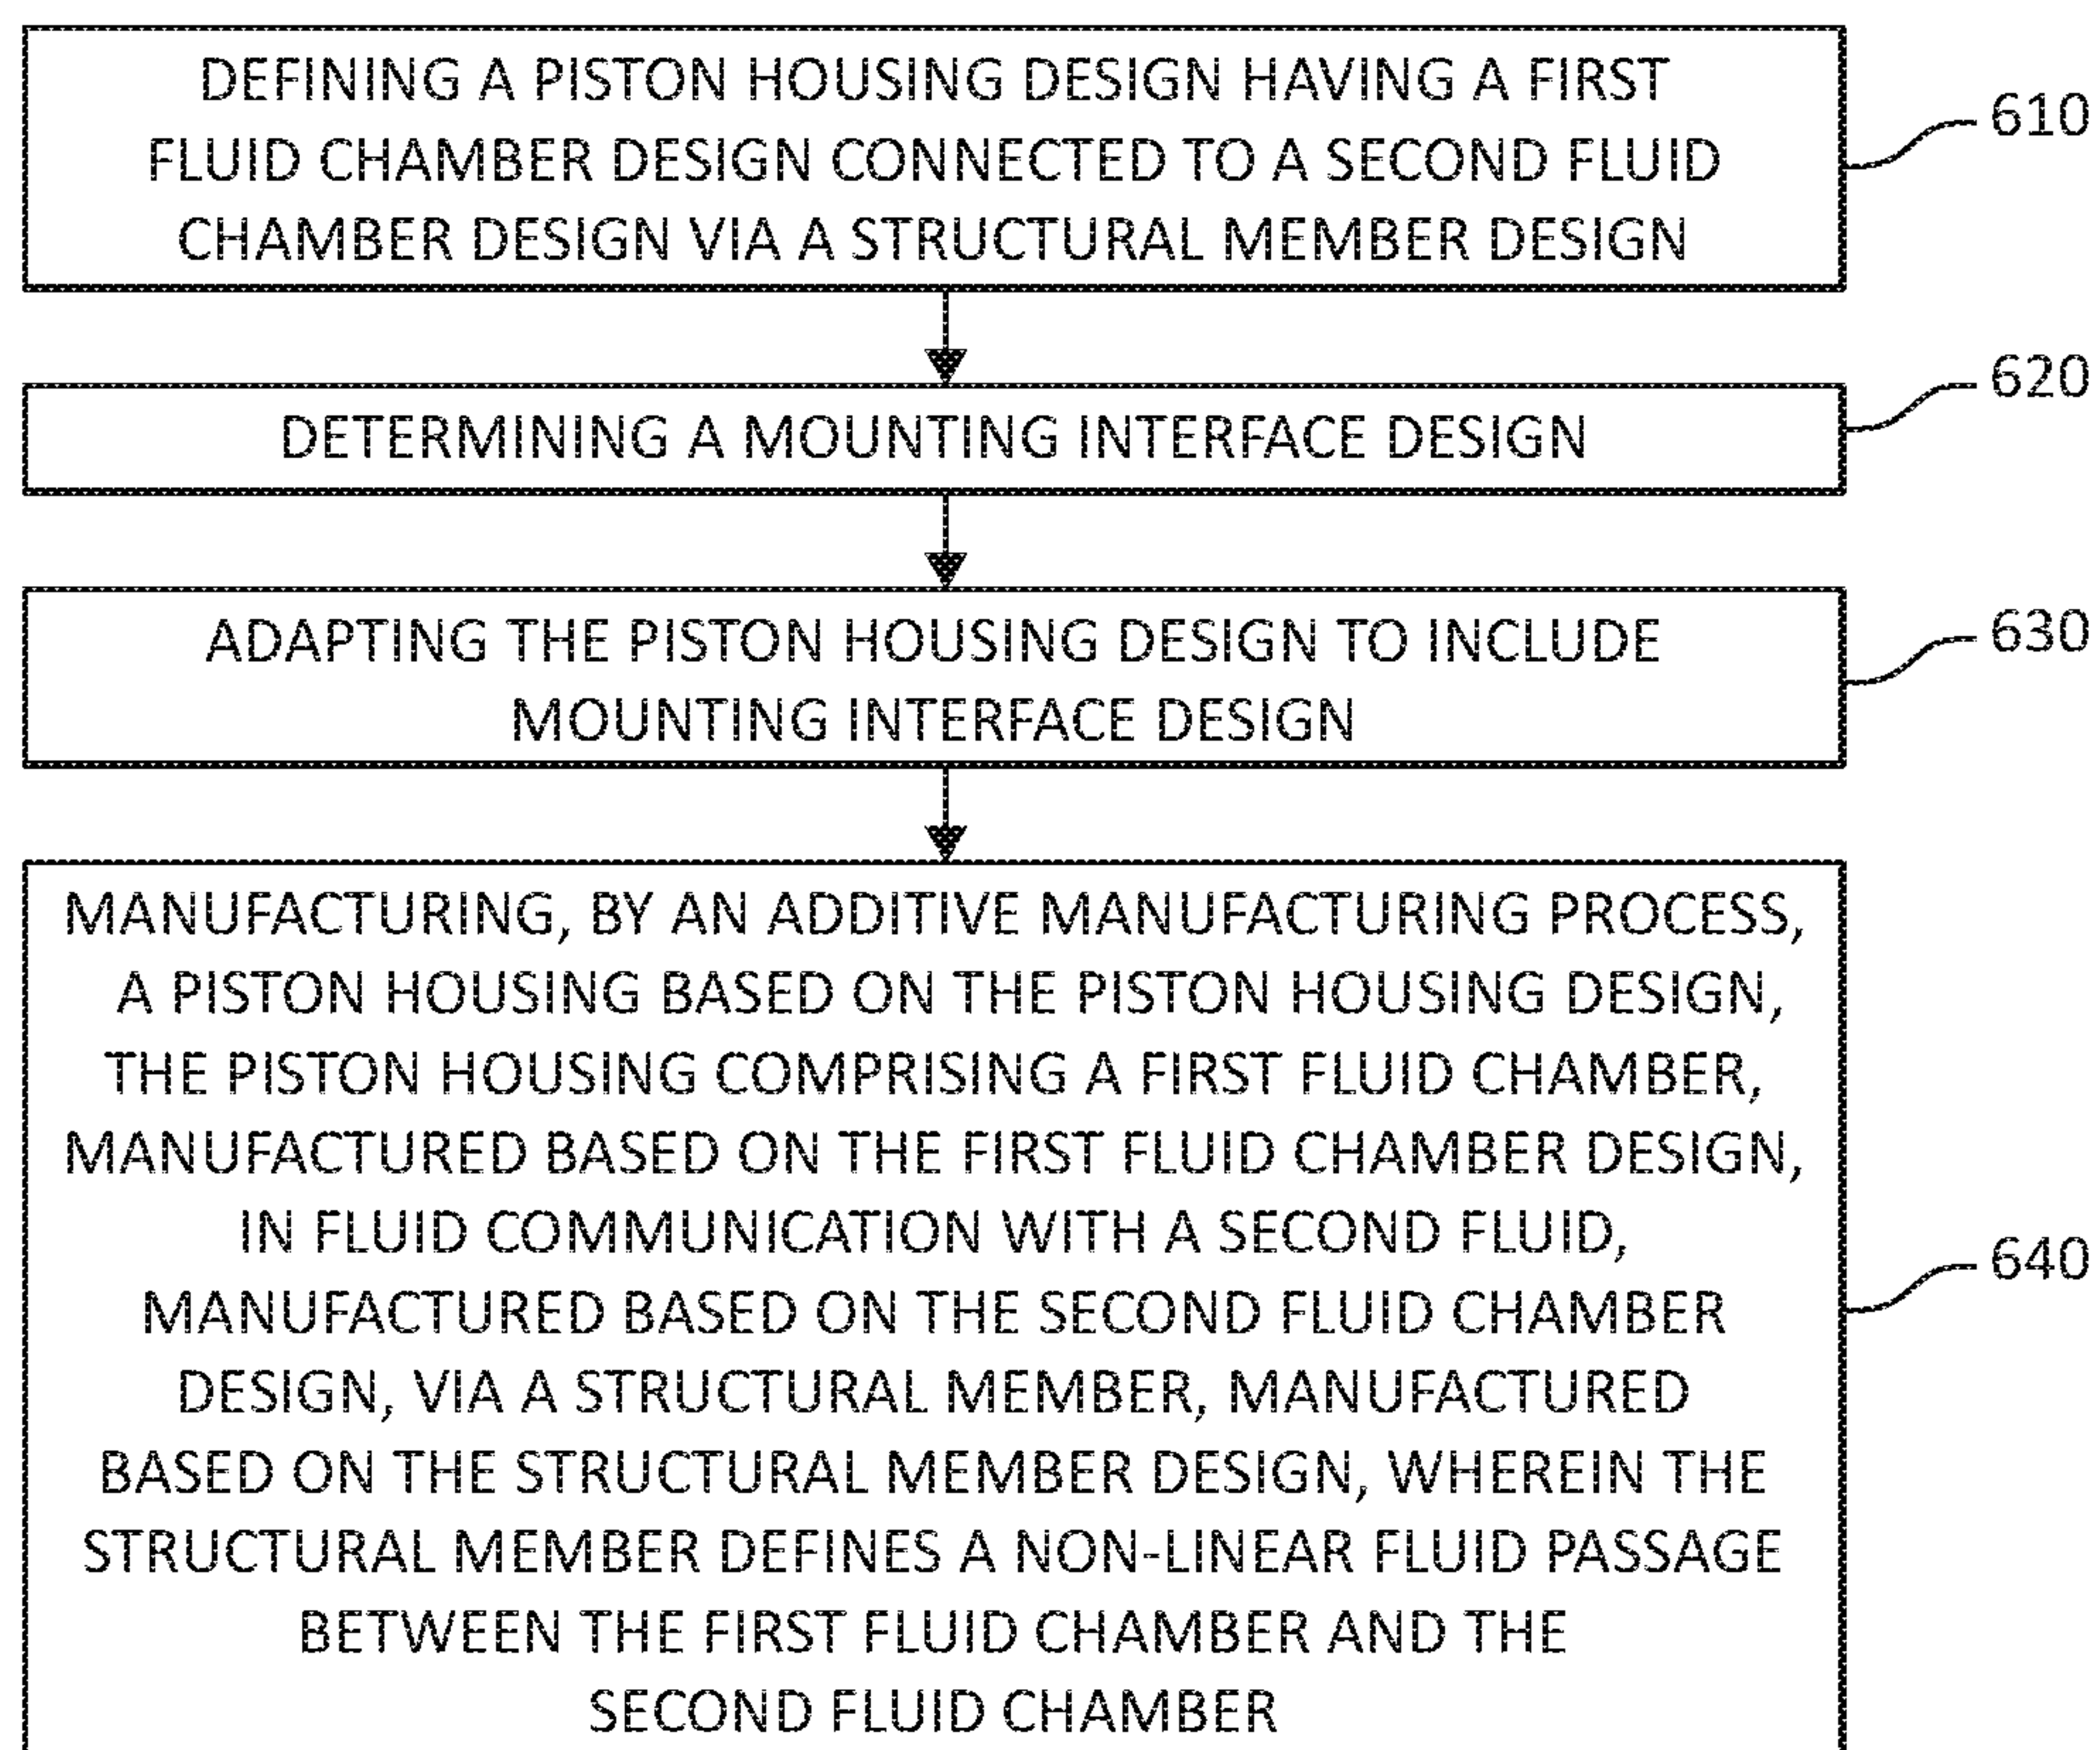 DEFINING A PISTON HOUSING DESIGN HAVING A FIRST
FLUID CHAMBER DESIGN CONNECTED TO A SECOND FLUID
CHAMBER DESIGN VIA A STRUCTURAL MEMBER DESIGN
610
DETERMINING A MOUNTING INTERFACE DESIGN
620
ADAPTING THE PISTON HOUSING DESIGN TO INCLUDE
MOUNTING INTERFACE DESIGN
630
MANUFACTURING, BY AN ADDITIVE MANUFACTURING PROCESS,
A PISTON HOUSING BASED ON THE PISTON HOUSING DESIGN,
THE PISTON HOUSING COMPRISING A FIRST FLUID CHAMBER,
MANUFACTURED BASED ON THE FIRST FLUID CHAMBER DESIGN,
IN FLUID COMMUNICATION WITH A SECOND FLUID,
MANUFACTURED BASED ON THE SECOND FLUID CHAMBER
DESIGN, VIA A STRUCTURAL MEMBER, MANUFACTURED
BASED ON THE STRUCTURAL MEMBER DESIGN, WHEREIN THE
STRUCTURAL MEMBER DEFINES A NON-LINEAR FLUID PASSAGE
BETWEEN THE FIRST FLUID CHAMBER AND THE
SECOND FLUID CHAMBER
640